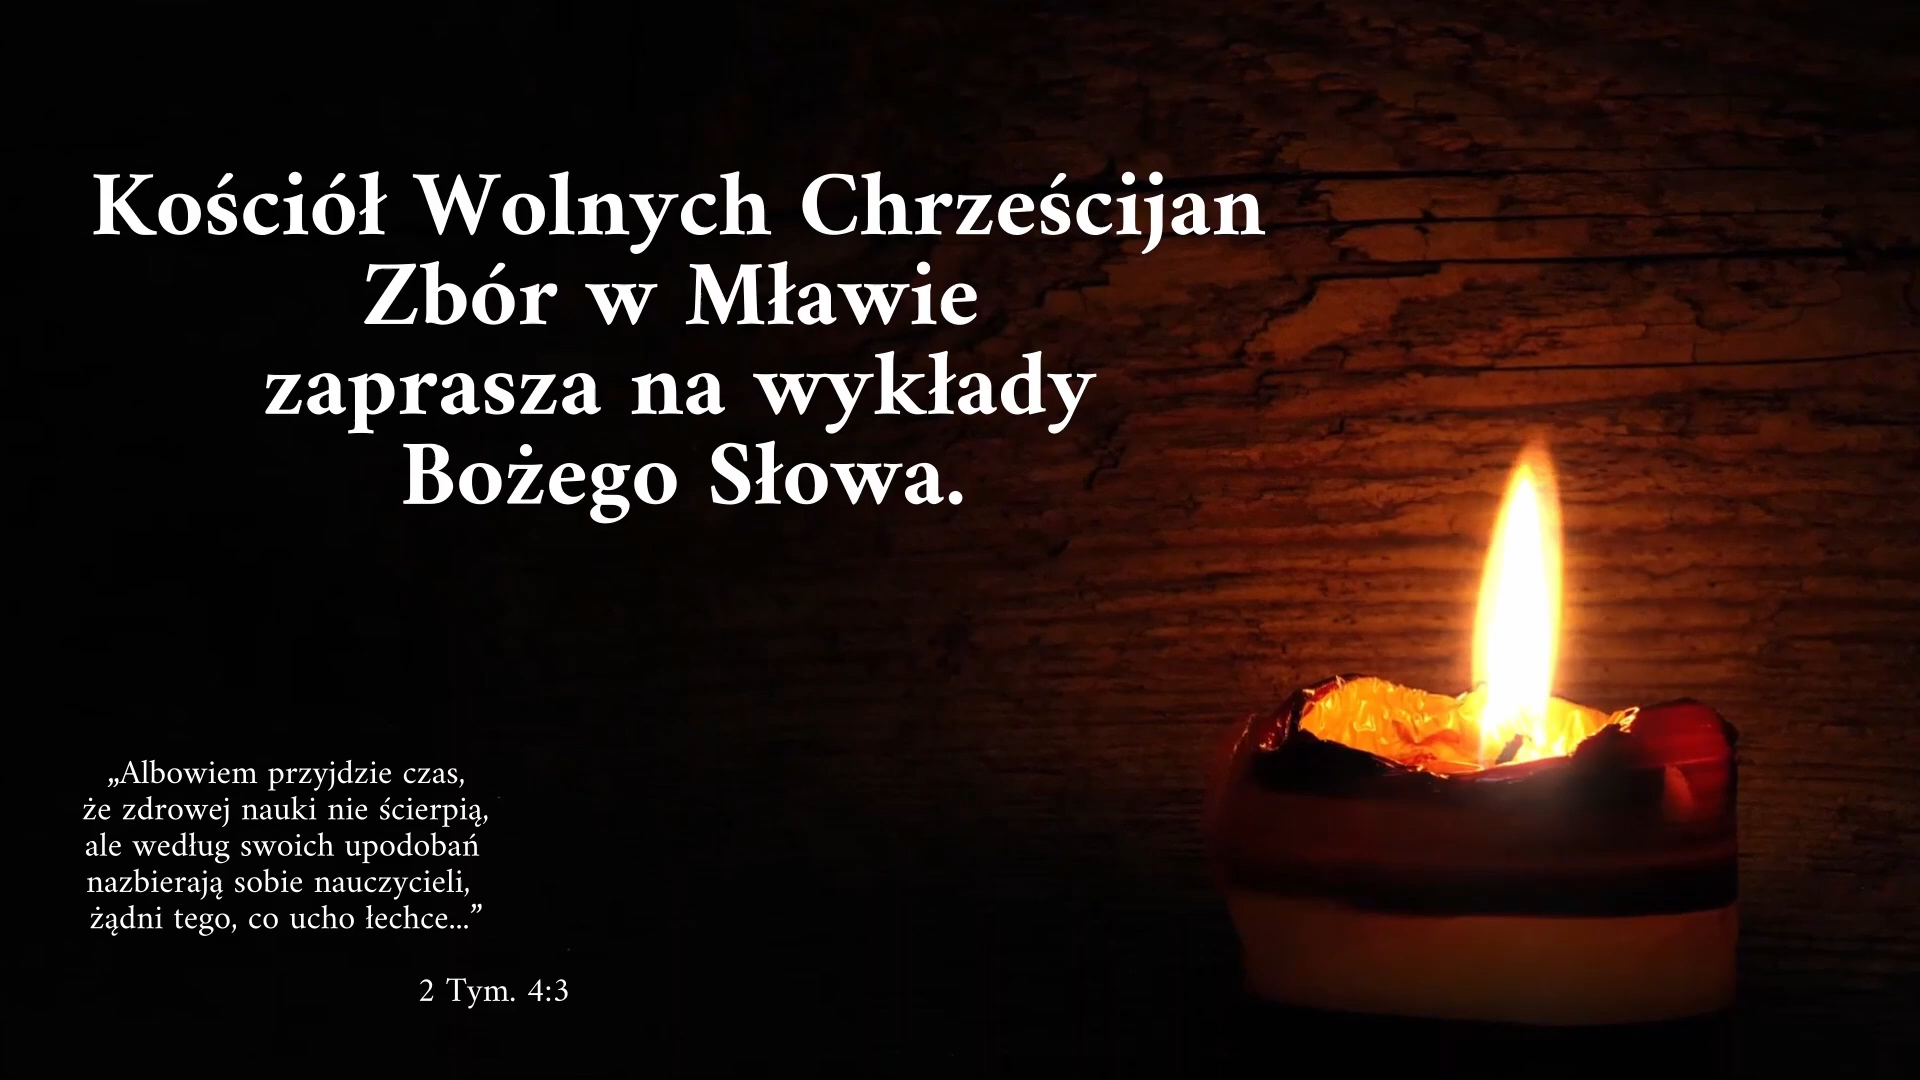 Kościół Wolnych Chrześcijan
Zbór w Mławie
zaprasza na wykłady
Bożego Słowa.
„Albowiem przyjdzie czas,
że zdrowej nauki nie ścierpią,
ale według swoich upodobań
nazbierają sobie nauczycieli,
żądni tego, co ucho łechce...”
2 Tym. 4:3